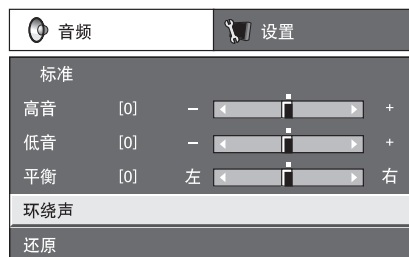 音频 设置
标准
高音 [0] − +
低音 [0] − +
平衡 [0] 左 右
环绕声
还原